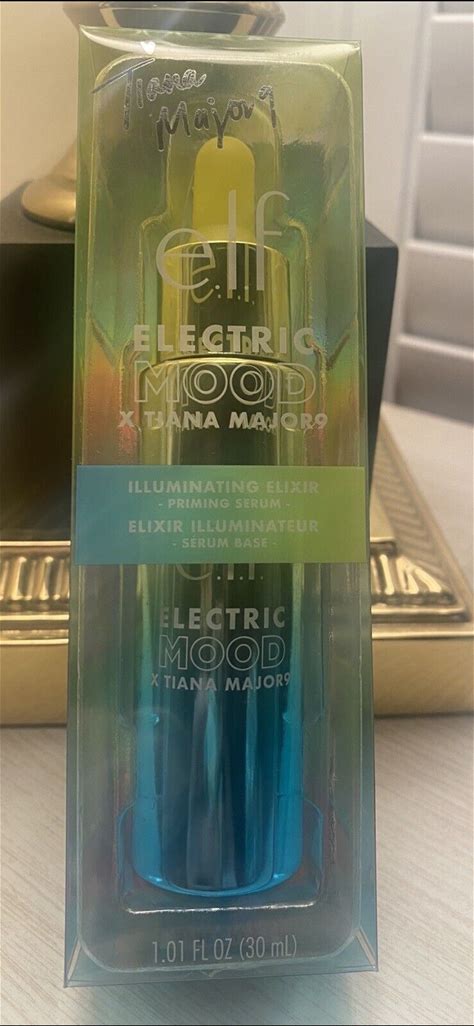 Tiana
Major9
e.l.f.
ELECTRIC
MOOD
X TIANA MAJOR9
ILLUMINATING ELIXIR
- PRIMING SERUM -
ELIXIR ILLUMINATEUR
- SÉRUM BASE -
e.l.f.
ELECTRIC
MOOD
X TIANA MAJOR9
1.01 FL OZ (30 mL)